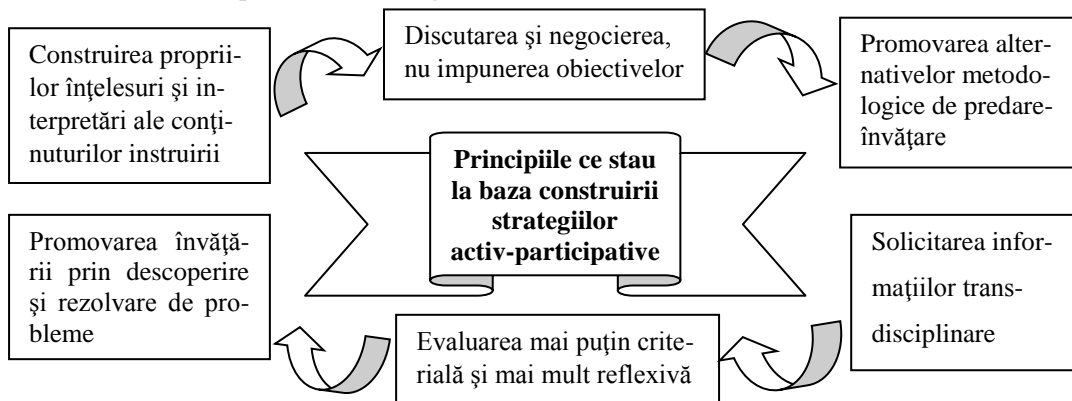 Construirea proprii-
lor înţelesuri şi in-
terpretări ale conţi-
nuturilor instruirii
Discutarea şi negocierea,
nu impunerea obiectivelor
Promovarea alter-
nativelor metodo-
logice de predare-
învăţare
Principiile ce stau
la baza construirii
strategiilor
activ-participative
Promovarea învăţă-
rii prin descoperire
şi rezolvare de pro-
bleme
Evaluarea mai puţin crite-
rială şi mai mult reflexivă
Solicitarea infor-
maţiilor trans-
disciplinare